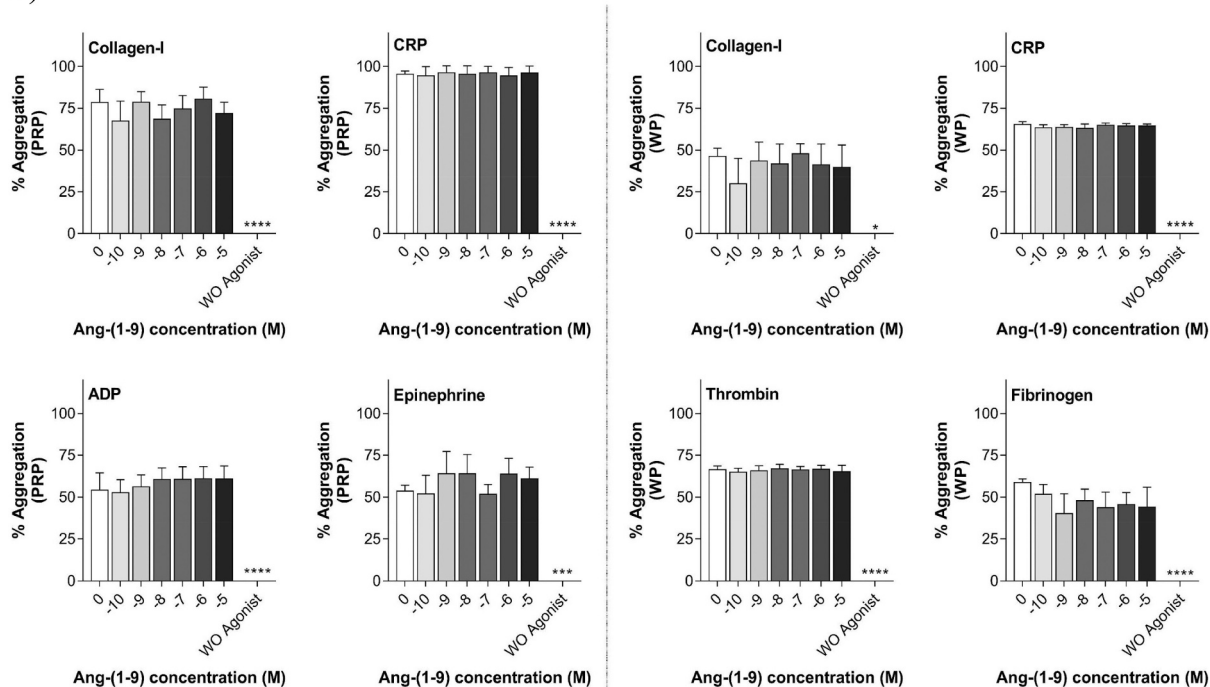 )
Collagen-I
% Aggregation
(PRP)
100
75
50
25
0
****
0
-10
-9
-8
-7
-6
-5
WO Agonist
Ang-(1-9) concentration (M)
CRP
% Aggregation
(PRP)
100
75
50
25
0
****
0
-10
-9
-8
-7
-6
-5
WO Agonist
Ang-(1-9) concentration (M)
Collagen-I
% Aggregation
(WP)
100
75
50
25
0
*
0
-10
-9
-8
-7
-6
-5
WO Agonist
Ang-(1-9) concentration (M)
CRP
% Aggregation
(WP)
100
75
50
25
0
****
0
-10
-9
-8
-7
-6
-5
WO Agonist
Ang-(1-9) concentration (M)
ADP
% Aggregation
(PRP)
100
75
50
25
0
****
0
-10
-9
-8
-7
-6
-5
WO Agonist
Ang-(1-9) concentration (M)
Epinephrine
% Aggregation
(PRP)
100
75
50
25
0
***
0
-10
-9
-8
-7
-6
-5
WO Agonist
Ang-(1-9) concentration (M)
Thrombin
% Aggregation
(WP)
100
75
50
25
0
****
0
-10
-9
-8
-7
-6
-5
WO Agonist
Ang-(1-9) concentration (M)
Fibrinogen
% Aggregation
(WP)
100
75
50
25
0
****
0
-10
-9
-8
-7
-6
-5
WO Agonist
Ang-(1-9) concentration (M)